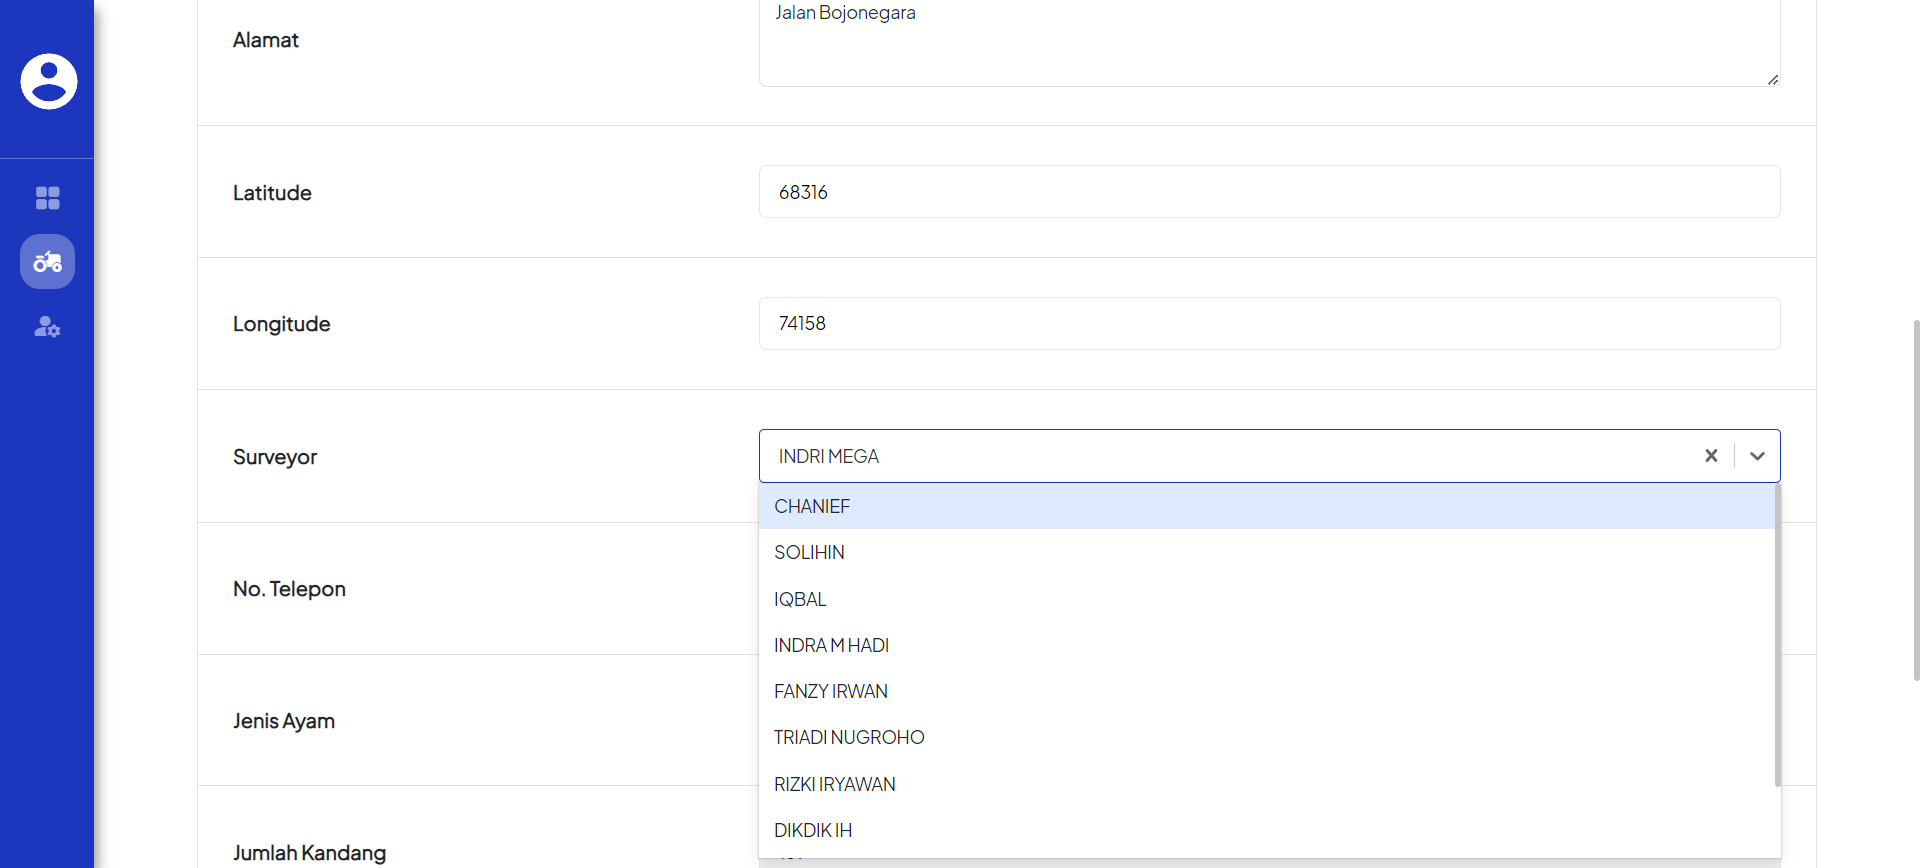 Jalan Bojonegara
Alamat
Latitude
68316
Longitude
74158
Surveyor
INDRI MEGA
CHANIEF
SOLIHIN
IQBAL
INDRA M HADI
FANZY IRWAN
TRIADI NUGROHO
RIZKI IRYAWAN
DIKDIK IH
No. Telepon
Jenis Ayam
Jumlah Kandang